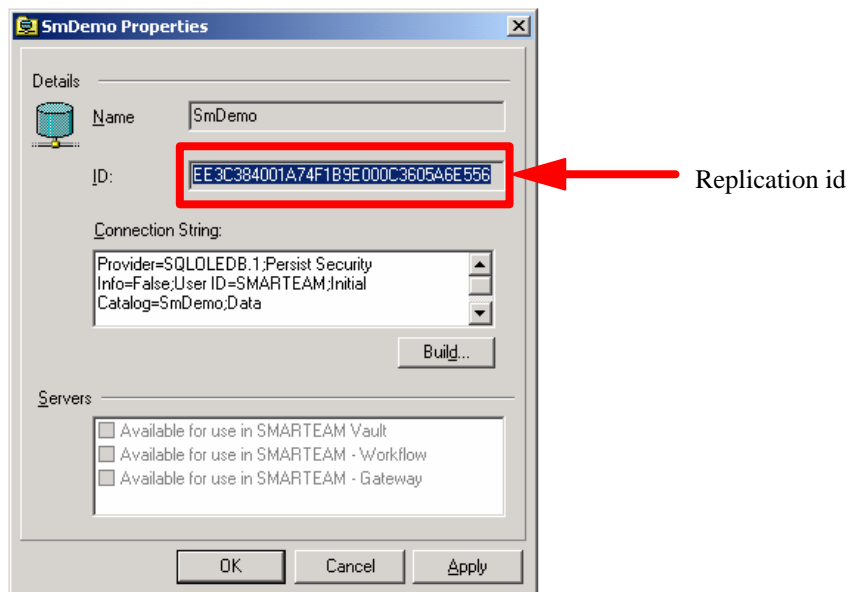 SmDemo Properties
Details
Name
SmDemo
ID:
EE3C384001A74F1B9E000C3605A6E556
Replication id
Connection String:
Provider=SQLOLEDB.1;Persist Security
Info=False;User ID=SMARTEAM;Initial
Catalog=SmDemo;Data
Build...
Servers
Available for use in SMARTEAM Vault
Available for use in SMARTEAM - Workflow
Available for use in SMARTEAM - Gateway
OK
Cancel
Apply